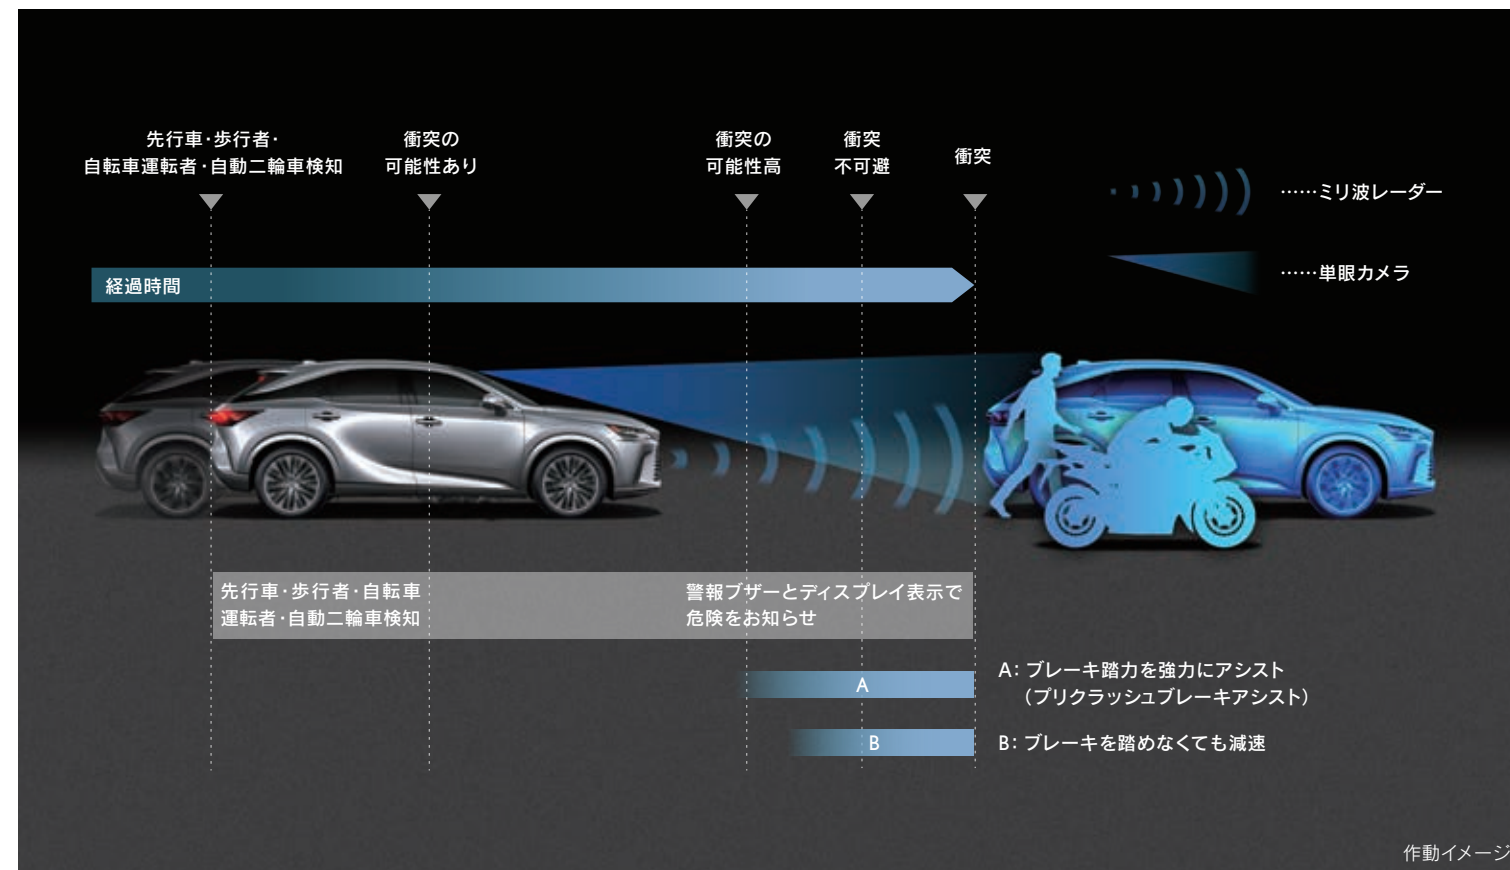 先行車・歩行者・
自転車運転者・自動二輪車検知
衝突の
可能性あり
衝突の
可能性高
衝突
不可避
衝突
……ミリ波レーダー
……単眼カメラ
経過時間
先行車・歩行者・自転車
運転者・自動二輪車検知
警報ブザーとディスプレイ表示で
危険をお知らせ
A
A：ブレーキ踏力を強力にアシスト
（プリクラッシュブレーキアシスト）
B
B：ブレーキを踏めなくても減速
作動イメージ